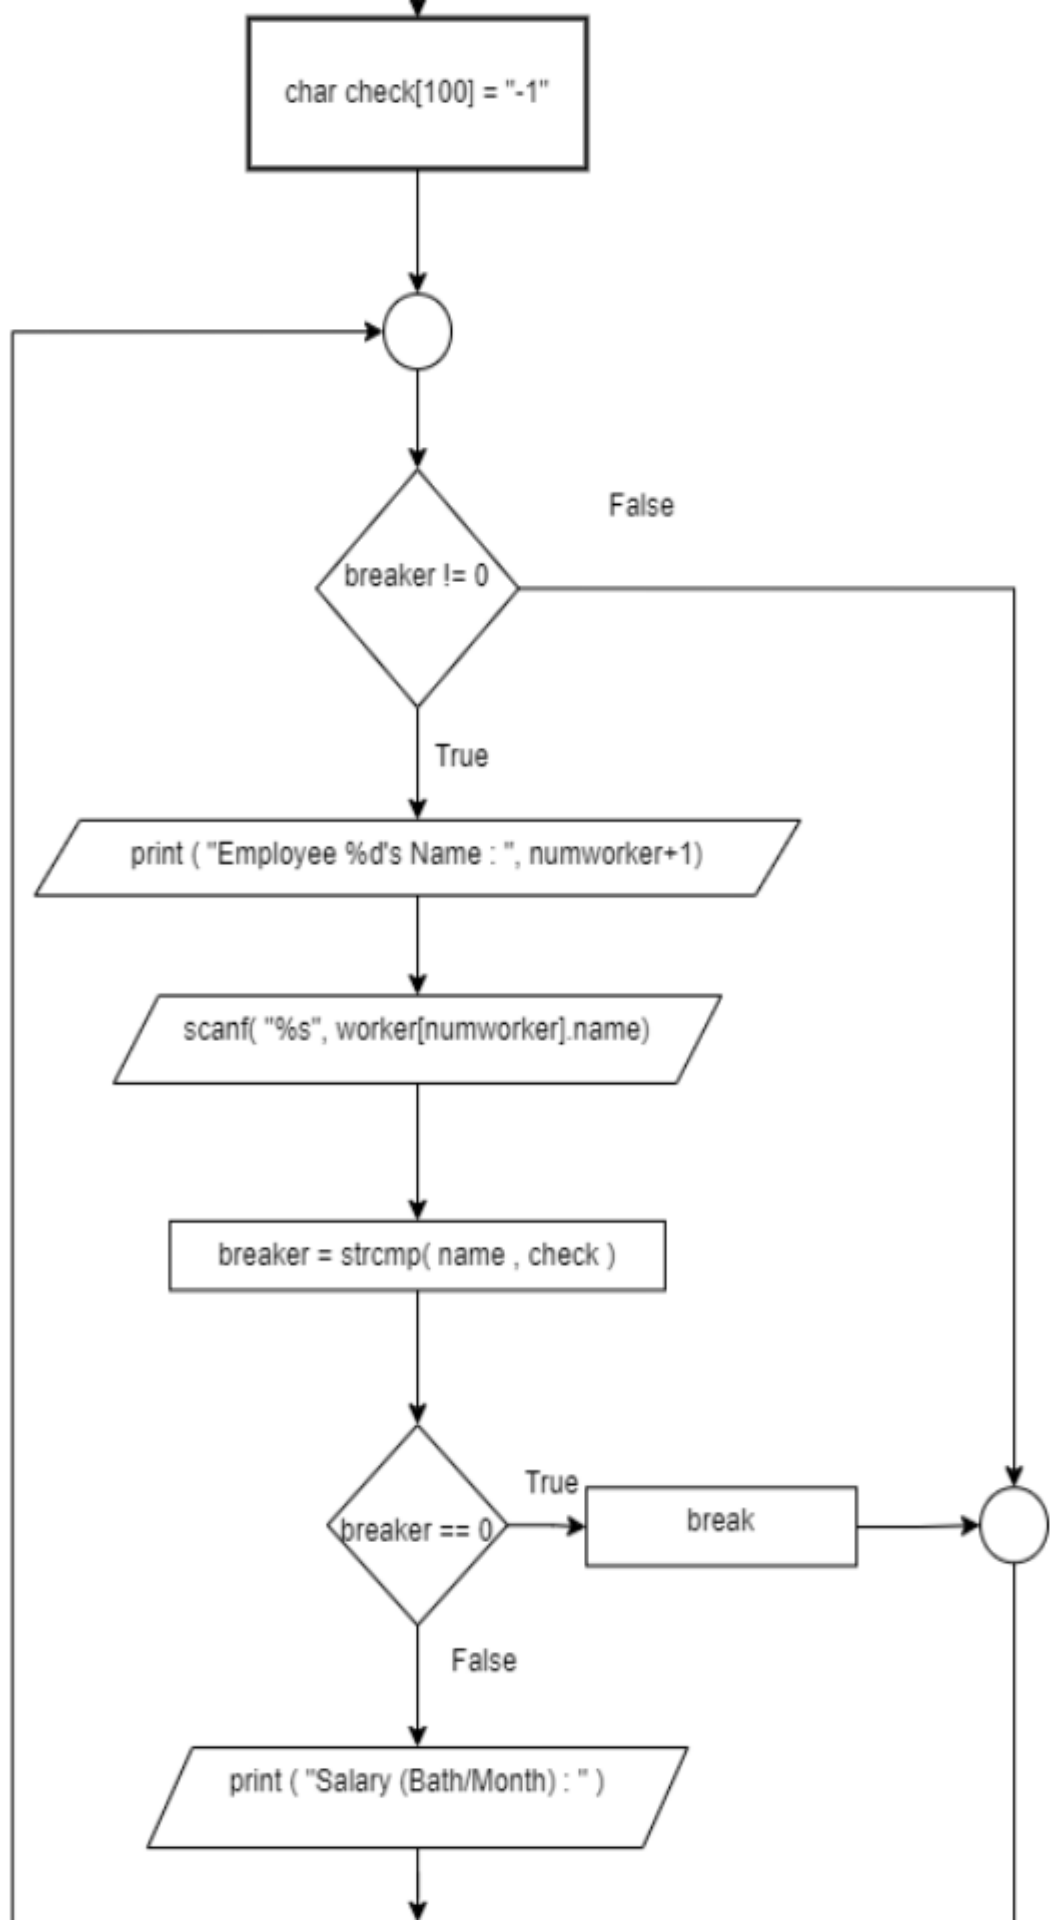 char check[100] = "-1"
False
breaker != 0
True
print ( "Employee %d's Name : ", numworker+1)
scanf( "%s", worker[numworker].name)
breaker = strcmp( name , check )
True
break
breaker == 0
False
print ( "Salary (Bath/Month) : " )